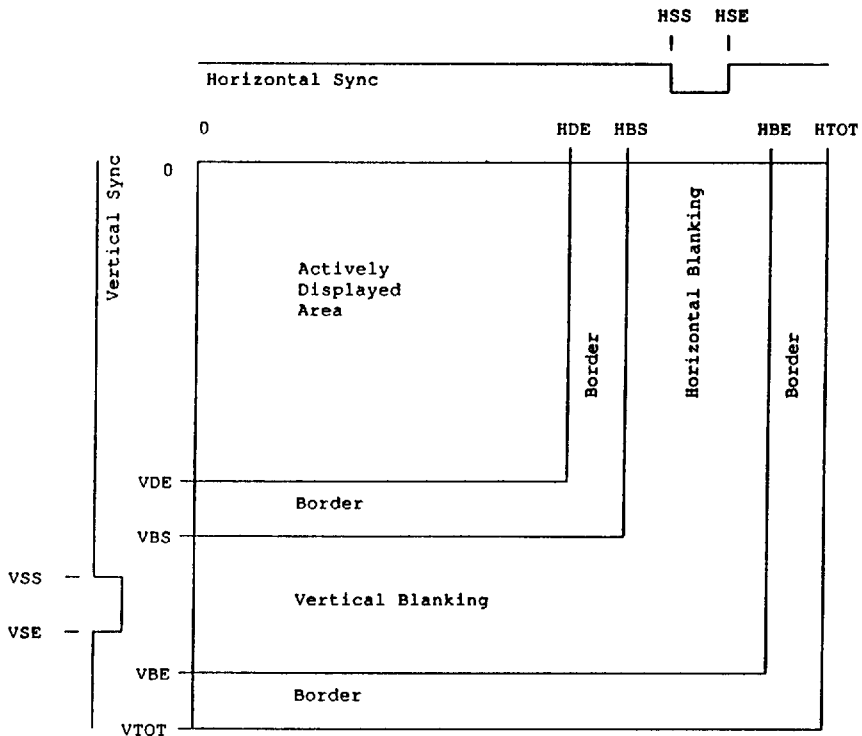 HSS HSE
Horizontal Sync
0 HDE HBS HBE HTOT
0
Vertical Sync
Actively
Displayed
Area
Border
Horizontal Blanking
Border
VDE
Border
VBS
VSS
Vertical Blanking
VSE
VBE
Border
VTOT